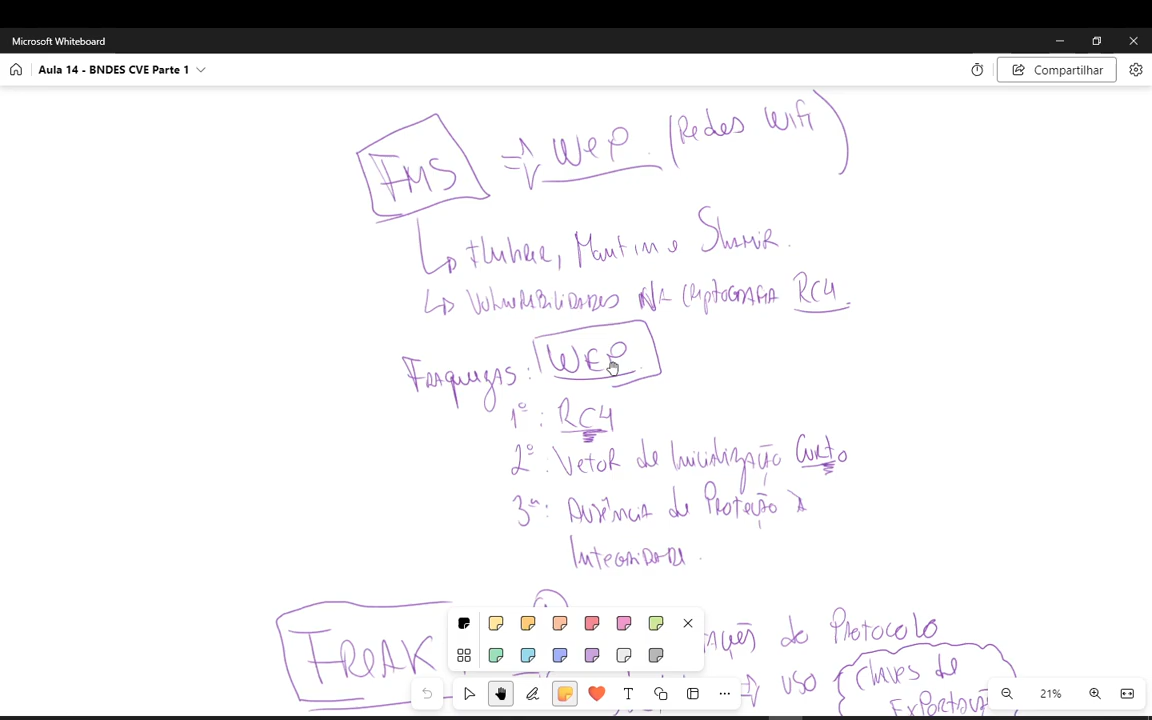 Microsoft Whiteboard
Aula 14 - BNDES CVE Parte 1
Compartilhar
FMS => WEP (Redes Wifi)
↳ Fluhrer, Mantin e Shamir.
↳ Vulnerabilidades na criptografia RC4.
Fraquezas: WEP
1º: RC4
2º: Vetor de Inicialização Curto
3ª: Ausência de Proteção à
Integridade.
FREAK
do Protocolo
=> uso { Chaves de
Exportação
21%